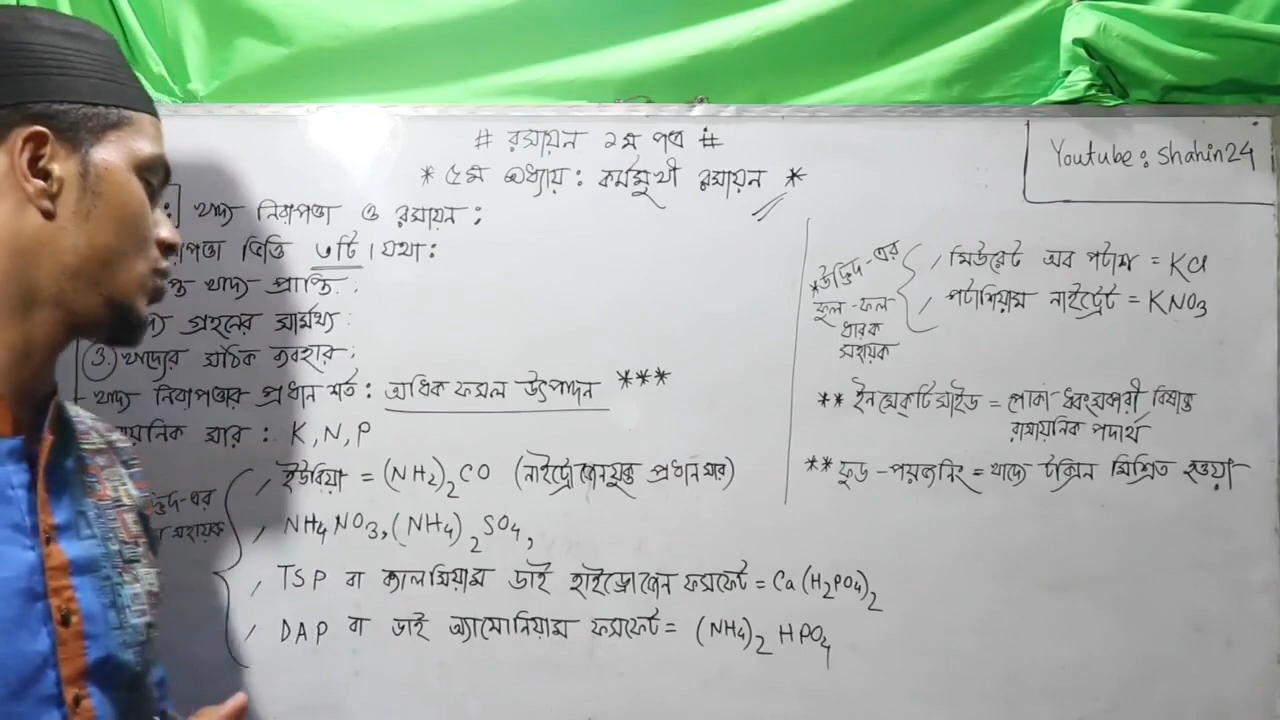 # রসায়ন ২য় পত্র #
* ৫ম অধ্যায় : কর্মমুখী রসায়ন *
Youtube: Shahin24
খাদ্য নিরাপত্তা ও রসায়ন :
ভিত্তি ৩টি। যথা :
খাদ্য প্রাপ্তি ;
গ্রহনের সামর্থ্য ;
৩. খাদ্যের সঠিক ব্যবহার ;
- খাদ্য নিরাপত্তার প্রধান শর্ত : অধিক ফসল উৎপাদন ***
সার : K, N, P
সহায়ক
, ইউরিয়া = (NH2)2CO (নাইট্রোজেনযুক্ত প্রধান সার)
, NH4NO3, (NH4)2SO4,
, TSP বা ক্যালসিয়াম ডাই হাইড্রোজেন ফসফেট = Ca(H2PO4)2
, DAP বা ডাই অ্যামোনিয়াম ফসফেট = (NH4)2HPO4
* উদ্ভিদ-এর
ফুল-ফল
ধারক
সহায়ক
, মিউরেট অব পটাশ = KCl
, পটাশিয়াম নাইট্রেট = KNO3
** ইনসেক্টিসাইড = পোকা ধ্বংসকারী বিষাক্ত
রাসায়নিক পদার্থ
** ফুড-পয়জনিং = খাদ্যে টক্সিন মিশ্রিত হওয়া